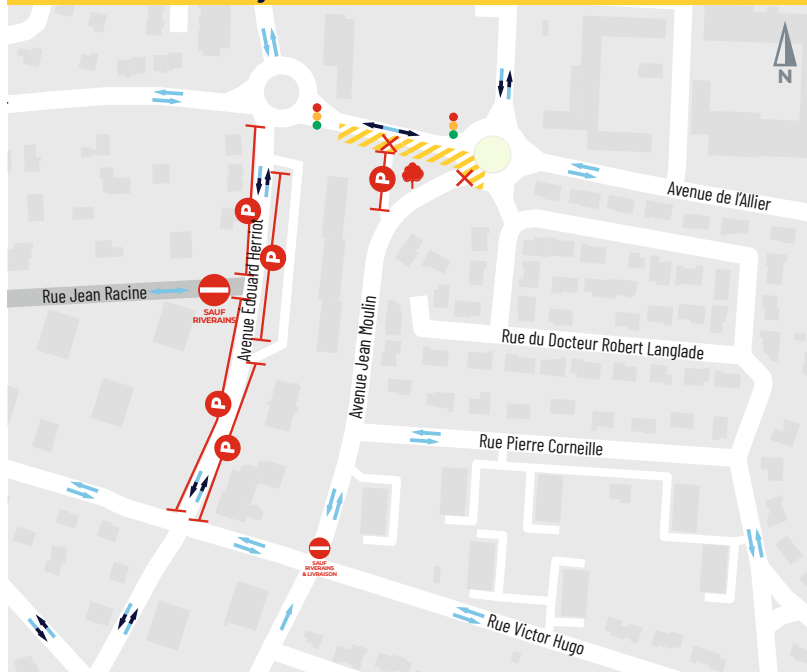 N
Avenue de l'Allier
P
P
P
Avenue Edouard Herriot
Rue Jean Racine
SAUF
RIVERAINS
Avenue Jean Moulin
Rue du Docteur Robert Langlade
P
P
Rue Pierre Corneille
SAUF
RIVERAINS
& LIVRAISON
Rue Victor Hugo